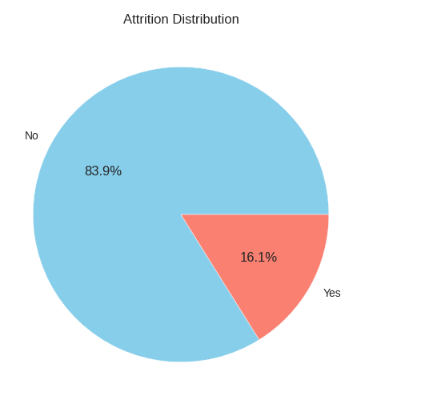 Attrition Distribution
No
83.9%
16.1%
Yes